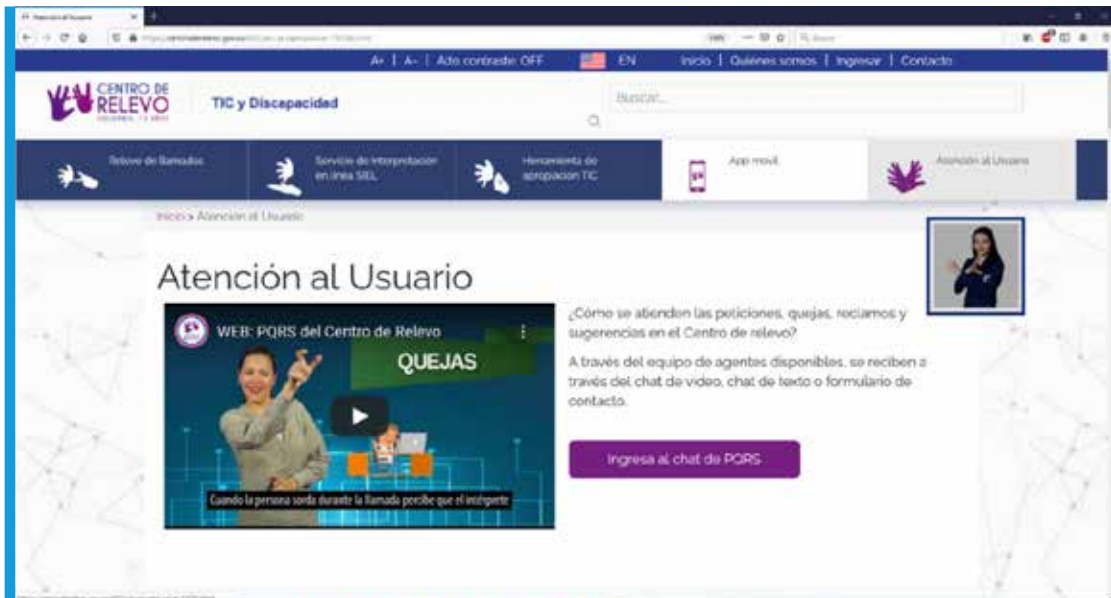 Atención al Usuario
A+ | A- | Alto contraste OFF EN Inicio | Quiénes somos | Ingresar | Contacto
CENTRO DE
RELEVO
TIC y Discapacidad
Buscar...
Relevo de llamadas
Servicio de Interpretación
en línea SIEL
Herramienta de
apropiación TIC
App movil
Atención al Usuario
Inicio > Atención al Usuario
Atención al Usuario
WEB: PQRS del Centro de Relevo
QUEJAS
Cuando la persona sorda durante la llamada percibe que el intérprete
¿Cómo se atienden las peticiones, quejas, reclamos y
sugerencias en el Centro de relevo?
A través del equipo de agentes disponibles, se reciben a
través del chat de video, chat de texto o formulario de
contacto.
Ingresa al chat de PQRS